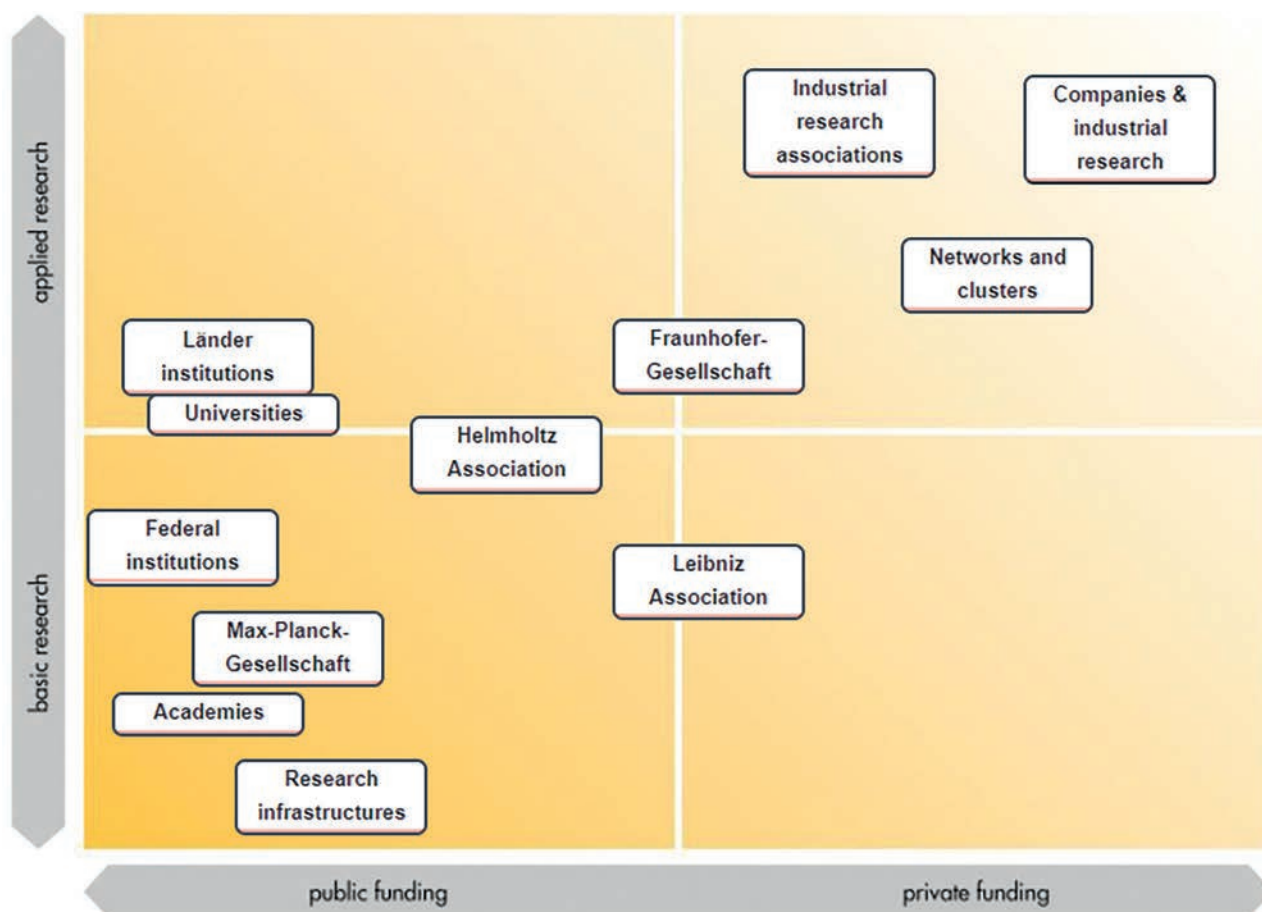 applied research
basic research
Industrial
research
associations
Companies &
industrial
research
Networks and
clusters
Länder
institutions
Fraunhofer-
Gesellschaft
Universities
Helmholtz
Association
Federal
institutions
Leibniz
Association
Max-Planck-
Gesellschaft
Academies
Research
infrastructures
public funding
private funding